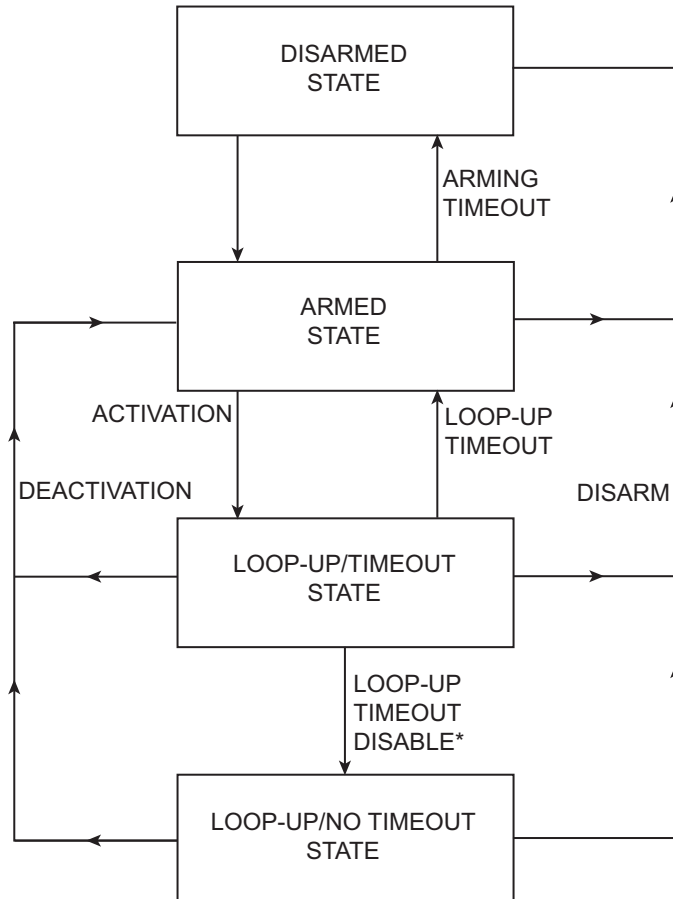 DISARMED
STATE
ARMING
TIMEOUT
ARMED
STATE
ACTIVATION
LOOP-UP
TIMEOUT
DEACTIVATION
DISARM
LOOP-UP/TIMEOUT
STATE
LOOP-UP
TIMEOUT
DISABLE*
LOOP-UP/NO TIMEOUT
STATE